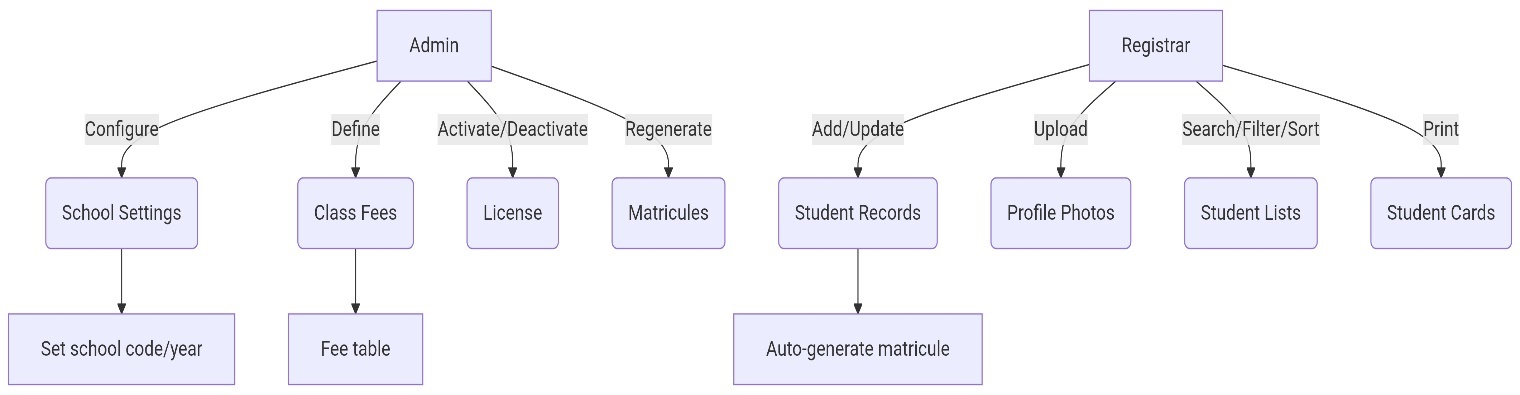 Admin
Registrar
Configure
Define
Activate/Deactivate
Regenerate
Add/Update
Upload
Search/Filter/Sort
Print
School Settings
Class Fees
License
Matricules
Student Records
Profile Photos
Student Lists
Student Cards
Set school code/year
Fee table
Auto-generate matricule